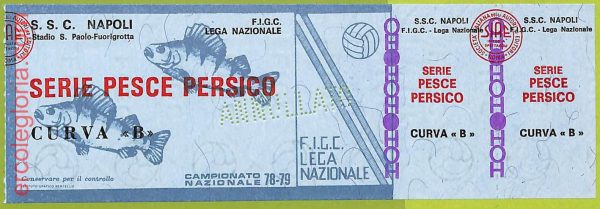 S. S. C. NAPOLI
Stadio S. Paolo-Fuorigrotta
F.I.G.C.
LEGA NAZIONALE
SERIE PESCE PERSICO
ANNULLATO
CURVA «B»
Conservare per il controllo
CAMPIONATO
NAZIONALE 78-79
F.I.G.C.
LEGA
NAZIONALE
ercolegloria
S.S.C. NAPOLI
F.I.G.C. - Lega Nazionale
SERIE
PESCE
PERSICO
CURVA «B»
S.S.C. NAPOLI
F.I.G.C. - Lega Nazionale
SERIE
PESCE
PERSICO
CURVA «B»